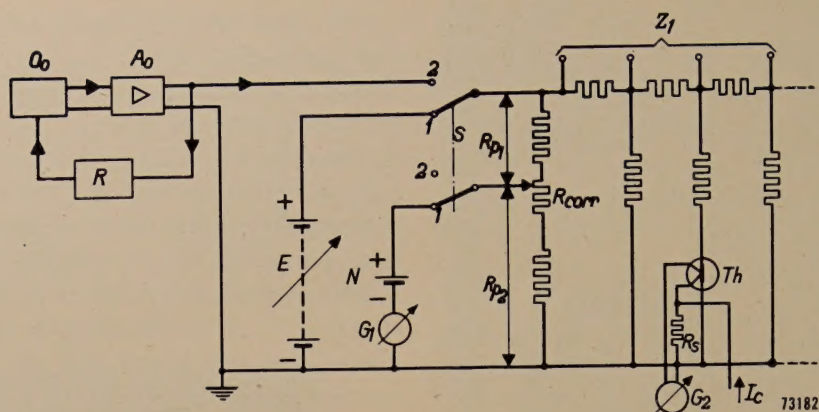 Z1
O0
A0
2
R
1
S
Rp1
2
Rcorr
1
+
E
N
+
-
G1
Rp2
-
Th
Rs
G2
Ic
73182